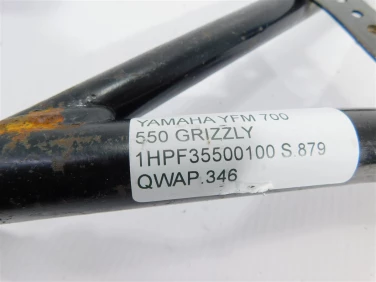 YAMAHA YFM 700
550 GRIZZLY
1HPF35500100 S.879
QWAP.346